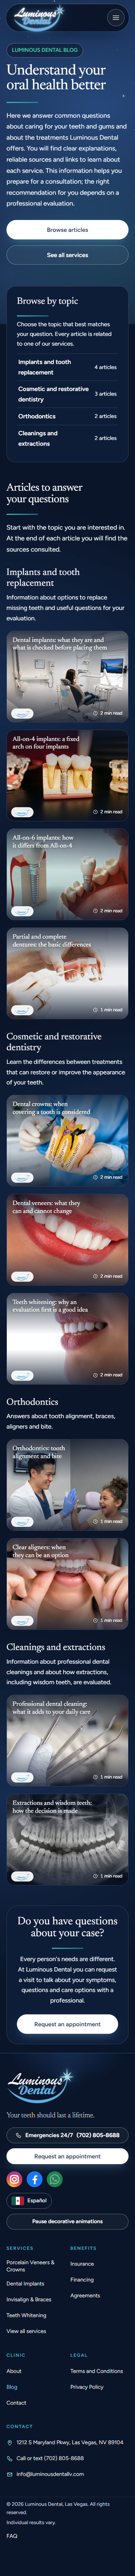 Luminous
Dental
LUMINOUS DENTAL BLOG
Understand your
oral health better
Here we answer common questions
about caring for your teeth and gums and
about the treatments Luminous Dental
offers. You will find clear explanations,
reliable sources and links to learn more
about each service. This information helps
you prepare for a consultation; the right
recommendation for you depends on a
professional evaluation.
Browse articles
See all services
Browse by topic
Choose the topic that best matches
your question. Every article is related
to one of our services.
Implants and tooth
replacement
4 articles
Cosmetic and restorative
dentistry
3 articles
Orthodontics
2 articles
Cleanings and
extractions
2 articles
Articles to answer
your questions
Start with the topic you are interested in.
At the end of each article you will find the
sources consulted.
Implants and tooth
replacement
Information about options to replace
missing teeth and useful questions for your
evaluation.
Dental implants: what they are and
what is checked before placing them
2 min read
All-on-4 implants: a fixed
arch on four implants
2 min read
All-on-6 implants: how
it differs from All-on-4
2 min read
Partial and complete
dentures: the basic differences
1 min read
Cosmetic and restorative
dentistry
Learn the differences between treatments
that can restore or improve the appearance
of your teeth.
Dental crowns: when
covering a tooth is considered
2 min read
Dental veneers: what they
can and cannot change
2 min read
Teeth whitening: why an
evaluation first is a good idea
2 min read
Orthodontics
Answers about tooth alignment, braces,
aligners and bite.
Orthodontics: tooth
alignment and bite
1 min read
Clear aligners: when
they can be an option
1 min read
Cleanings and extractions
Information about professional dental
cleanings and about extractions,
including wisdom teeth, are evaluated.
Professional dental cleaning:
what it adds to your daily care
1 min read
Extractions and wisdom teeth:
how the decision is made
1 min read
Do you have questions
about your case?
Every person's needs are different.
At Luminous Dental you can request
an appointment to talk about your
symptoms, questions
and care options with a
professional.
Request an appointment
Luminous
Dental
Your teeth should last a lifetime.
Emergencies 24/7 (702) 805-8688
Request an appointment
Español
Pause decorative animations
SERVICES
Porcelain Veneers &
Crowns
Dental Implants
Invisalign & Braces
Teeth Whitening
View all services
BENEFITS
Insurance
Financing
Agreements
CLINIC
About
Blog
Contact
LEGAL
Terms and Conditions
Privacy Policy
CONTACT
1212 S Maryland Pkwy, Las Vegas, NV 89104
Call or text (702) 805-8688
info@luminousdentallv.com
© 2026 Luminous Dental, Las Vegas. All rights
reserved.
Individual results vary.
FAQ